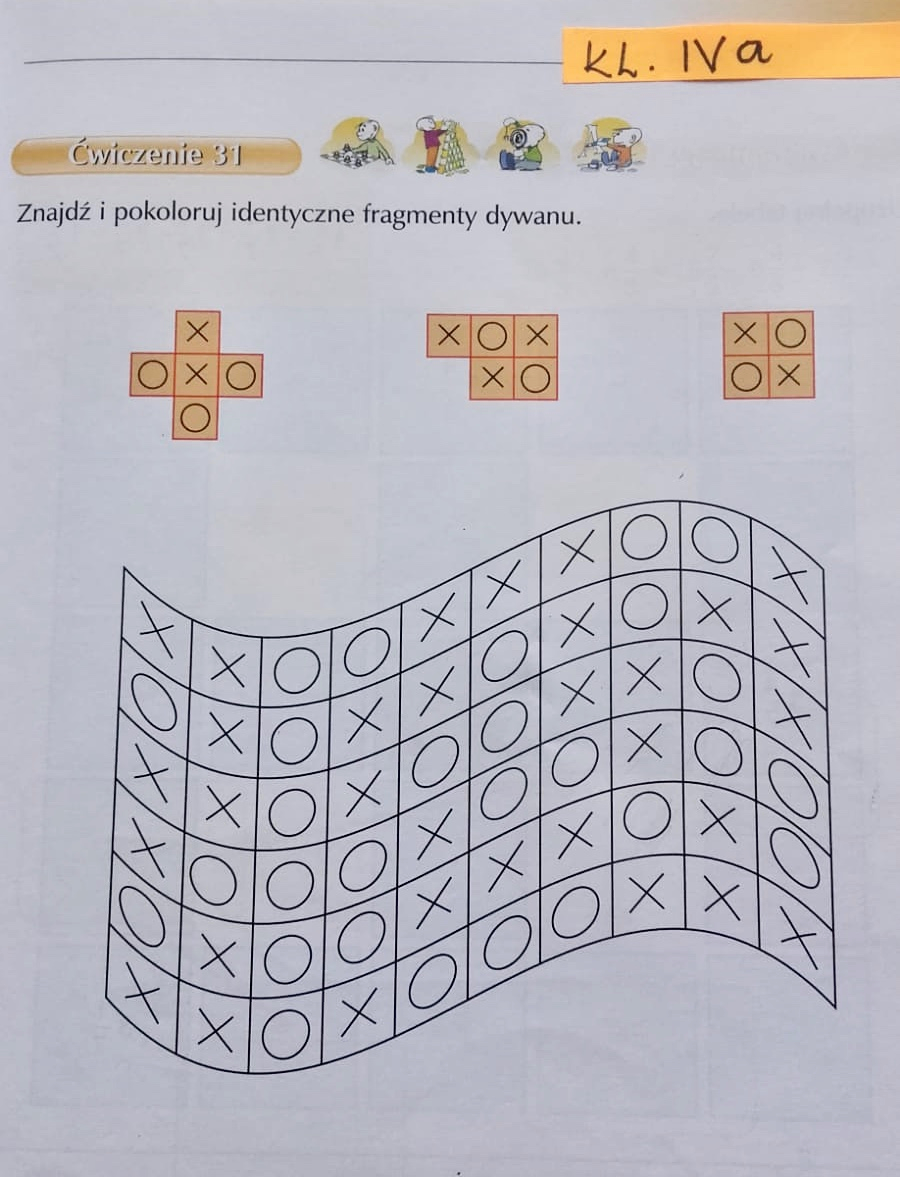 KL. IVa
Ćwiczenie 31
Znajdź i pokoloruj identyczne fragmenty dywanu.
X
X O X
X O
O X O
X O
O X
O
X X O O X X X O O X
O X O X X O X O X X
X X O X O O X X O X
X O O O X O O X O O
O X O O X X X O X O
X X O X O O O X X X